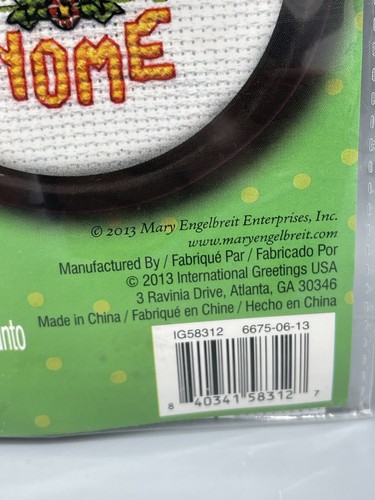 HOME
© 2013 Mary Engelbreit Enterprises, Inc.
www.maryengelbreit.com
Manufactured By / Fabriqué Par / Fabricado Por
© 2013 International Greetings USA
3 Ravinia Drive, Atlanta, GA 30346
Made in China / Fabriqué en Chine / Hecho en China
unto
IG58312 6675-06-13
8 40341 58312 7